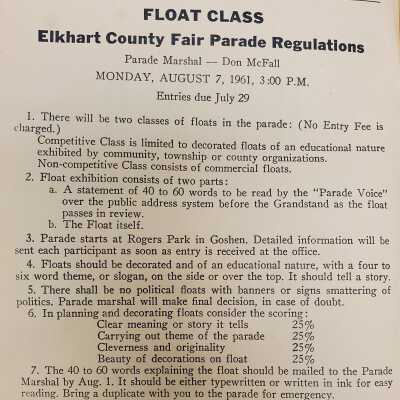 FLOAT CLASS
Elkhart County Fair Parade Regulations
Parade Marshal — Don McFall
MONDAY, AUGUST 7, 1961, 3:00 P.M.
Entries due July 29
1. There will be two classes of floats in the parade: (No Entry Fee is
charged.)
Competitive Class is limited to decorated floats of an educational nature
exhibited by community, township or county organizations.
Non-competitive Class consists of commercial floats.
2. Float exhibition consists of two parts:
a. A statement of 40 to 60 words to be read by the "Parade Voice"
over the public address system before the Grandstand as the float
passes in review.
b. The Float itself.
3. Parade starts at Rogers Park in Goshen. Detailed information will be
sent each participant as soon as entry is received at the office.
4. Floats should be decorated and of an educational nature, with a four to
six word theme, or slogan, on the side or over the top. It should tell a story.
5. There shall be no political floats with banners or signs smattering of
politics. Parade marshal will make final decision, in case of doubt.
6. In planning and decorating floats consider the scoring:
Clear meaning or story it tells 25%
Carrying out theme of the parade 25%
Cleverness and originality 25%
Beauty of decorations on float 25%
7. The 40 to 60 words explaining the float should be mailed to the Parade
Marshal by Aug. 1. It should be either typewritten or written in ink for easy
reading. Bring a duplicate with you to the parade for emergency.